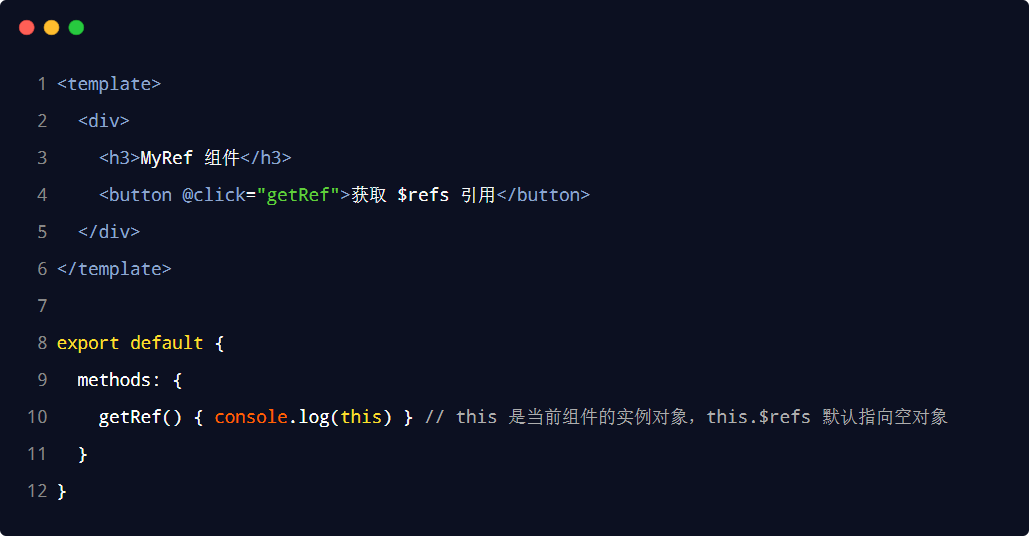 1 <template>
2   <div>
3     <h3>MyRef 组件</h3>
4     <button @click="getRef">获取 $refs 引用</button>
5   </div>
6 </template>
7
8 export default {
9   methods: {
10     getRef() { console.log(this) } // this 是当前组件的实例对象，this.$refs 默认指向空对象
11   }
12 }